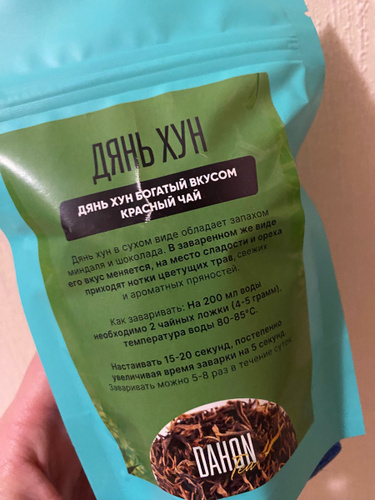 ДЯНЬ ХУН
ДЯНЬ ХУН БОГАТЫЙ ВКУСОМ
КРАСНЫЙ ЧАЙ
Дянь хун в сухом виде обладает запахом
миндаля и шоколада. В заваренном же виде
его вкус меняется, на место сладости и ореха
приходят нотки цветущих трав, свежих
и ароматных пряностей.
Как заваривать: На 200 мл воды
необходимо 2 чайных ложки (4-5 грамм).
температура воды 80-85°C.
Настаивать 15-20 секунд, постепенно
увеличивая время заварки на 5 секунд
Заваривать можно 5-8 раз в течение суток
DAHON
Tea